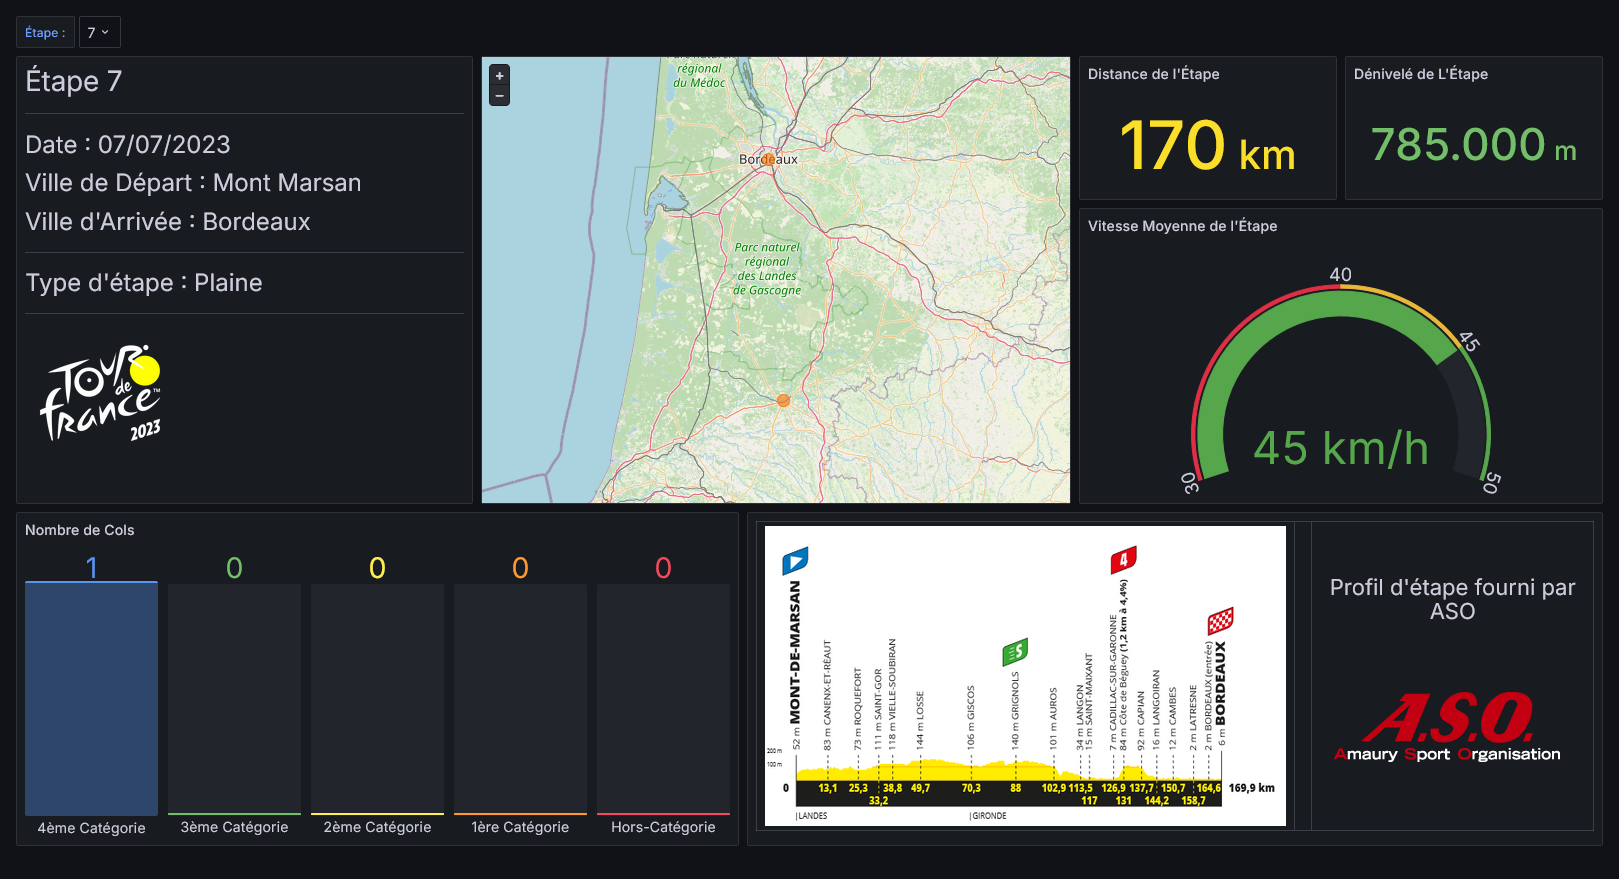 Étape :
7
Étape 7
Date : 07/07/2023
Ville de Départ : Mont Marsan
Ville d'Arrivée : Bordeaux
Type d'étape : Plaine
TOUR
de
france™
2023
+
−
régional
du Médoc
Bordeaux
Parc naturel
régional
des Landes
de Gascogne
Distance de l'Étape
170 km
Dénivelé de L'Étape
785.000 m
Vitesse Moyenne de l'Étape
40
45
30
50
45 km/h
Nombre de Cols
1
0
0
0
0
4ème Catégorie
3ème Catégorie
2ème Catégorie
1ère Catégorie
Hors-Catégorie
52 m MONT-DE-MARSAN
83 m CANENX-ET-RÉAUT
73 m ROQUEFORT
111 m SAINT-GOR
118 m VIELLE-SOUBIRAN
144 m LOSSE
106 m GISCOS
S
140 m GRIGNOLS
101 m AUROS
34 m LANGON
15 m SAINT-MAIXANT
7 m CADILLAC-SUR-GARONNE
4
84 m Côte de Béguey (1,2 km à 4,4%)
92 m CAPIAN
16 m LANGOIRAN
12 m CAMBES
2 m LATRESNE
2 m BORDEAUX (entrée)
6 m BORDEAUX
200 m
100 m
0
13,1
25,3
33,2
38,8
49,7
70,3
88
102,9
113,5
117
126,9
131
137,7
144,2
150,7
158,7
164,6
169,9 km
|LANDES
|GIRONDE
Profil d'étape fourni par
ASO
A.S.O.
Amaury Sport Organisation